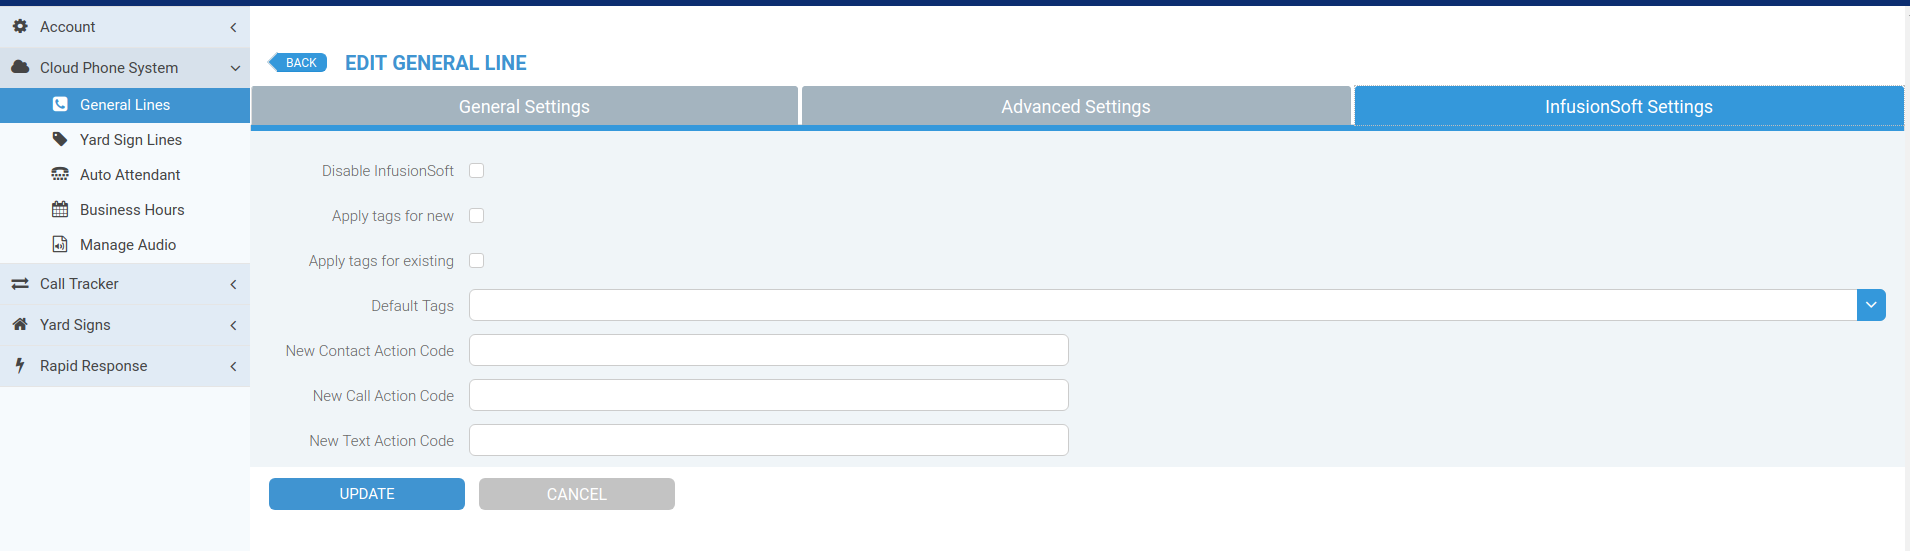 Account
Cloud Phone System
General Lines
Yard Sign Lines
Auto Attendant
Business Hours
Manage Audio
Call Tracker
Yard Signs
Rapid Response
BACK EDIT GENERAL LINE
General Settings Advanced Settings InfusionSoft Settings
Disable InfusionSoft
Apply tags for new
Apply tags for existing
Default Tags
New Contact Action Code
New Call Action Code
New Text Action Code
UPDATE CANCEL